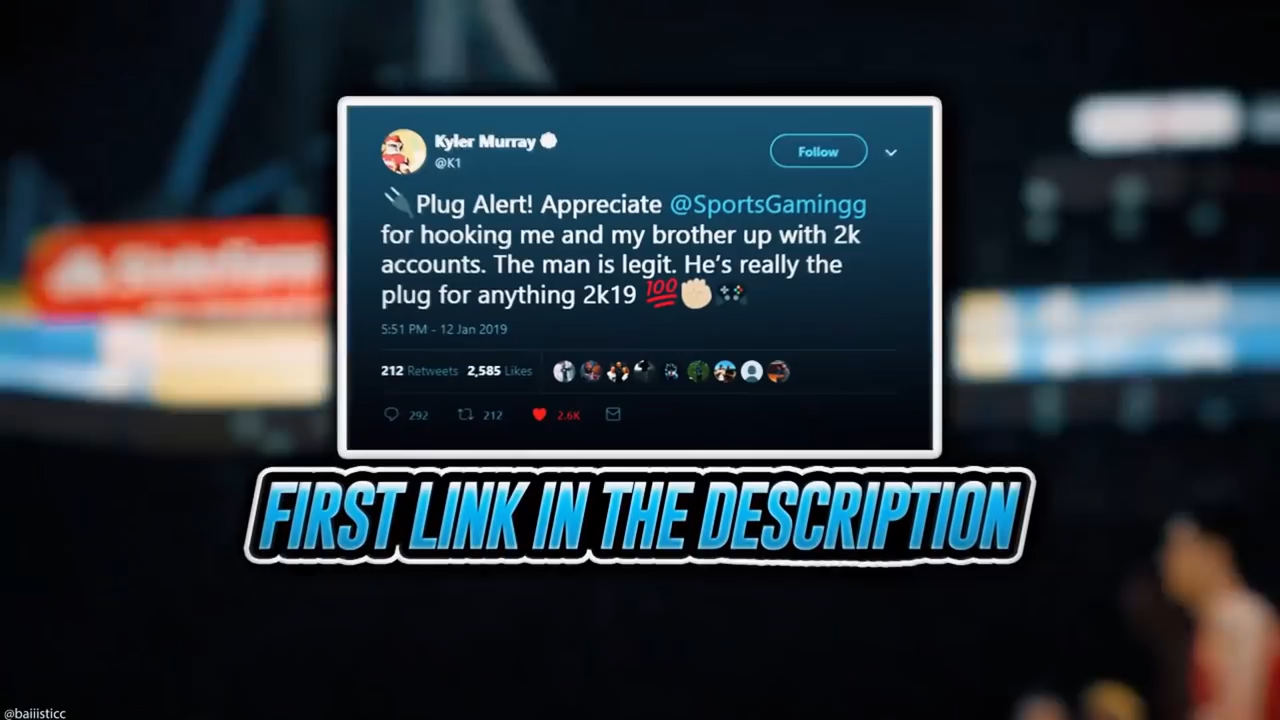 Kyler Murray
@K1
Follow
Plug Alert! Appreciate @SportsGamingg
for hooking me and my brother up with 2k
accounts. The man is legit. He's really the
plug for anything 2k19 💯✊🏼🎮
5:51 PM - 12 Jan 2019
212 Retweets 2,585 Likes
292 212 2.6K
FIRST LINK IN THE DESCRIPTION
@baiiisticc